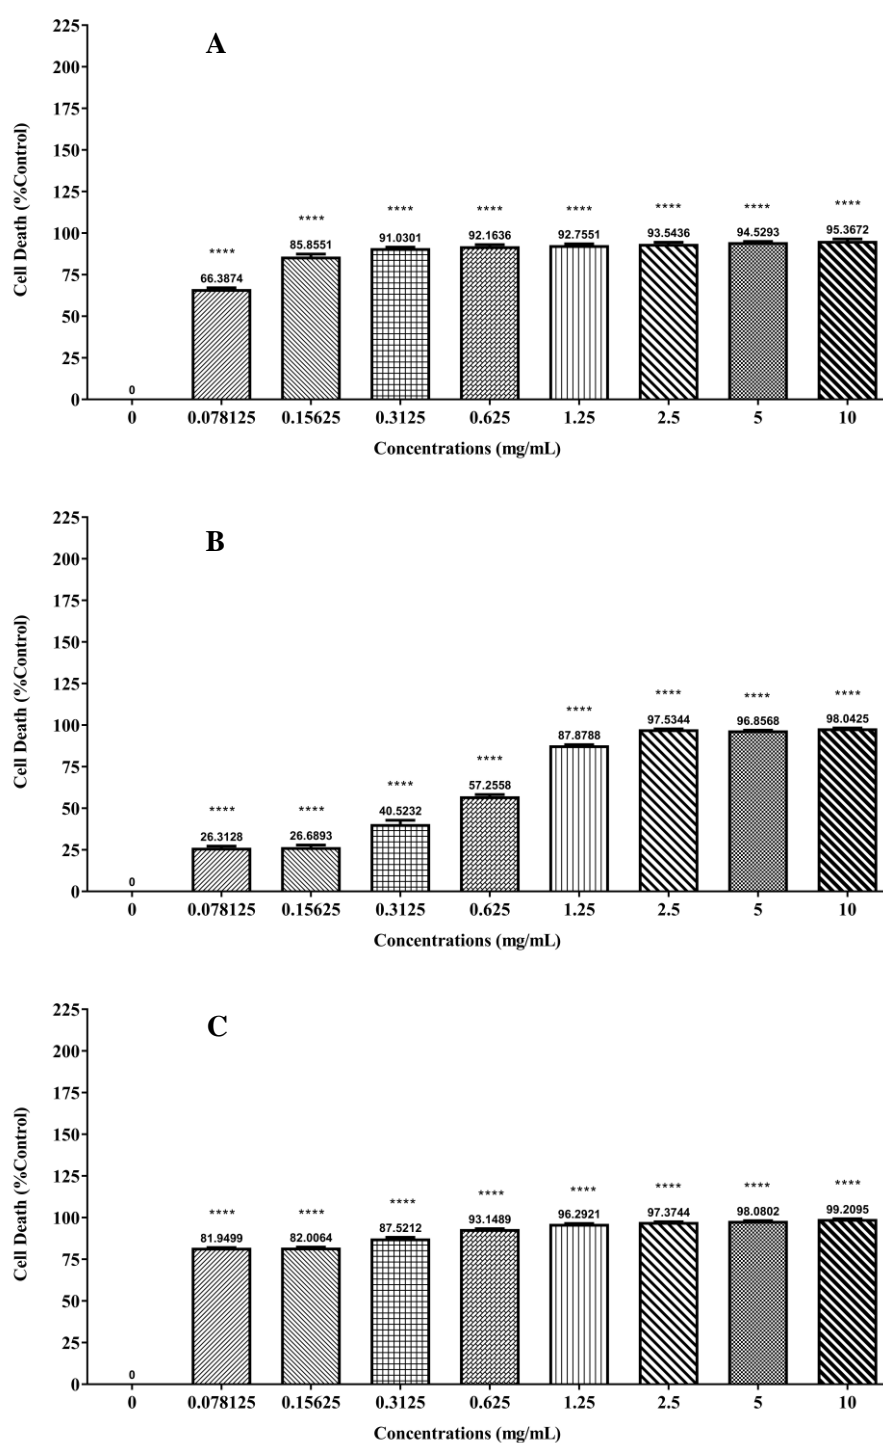 A
225
200
175
150
125
100
75
50
25
0
Cell Death (%Control)
**** **** **** **** **** **** **** ****
0 66.3874 85.8551 91.0301 92.1636 92.7551 93.5436 94.5293 95.3672
0 0.078125 0.15625 0.3125 0.625 1.25 2.5 5 10
Concentrations (mg/mL)
B
225
200
175
150
125
100
75
50
25
0
Cell Death (%Control)
**** **** **** **** **** **** **** ****
0 26.3128 26.6893 40.5232 57.2558 87.8788 97.5344 96.8568 98.0425
0 0.078125 0.15625 0.3125 0.625 1.25 2.5 5 10
Concentrations (mg/mL)
C
225
200
175
150
125
100
75
50
25
0
Cell Death (%Control)
**** **** **** **** **** **** **** ****
0 81.9499 82.0064 87.5212 93.1489 96.2921 97.3744 98.0802 99.2095
0 0.078125 0.15625 0.3125 0.625 1.25 2.5 5 10
Concentrations (mg/mL)